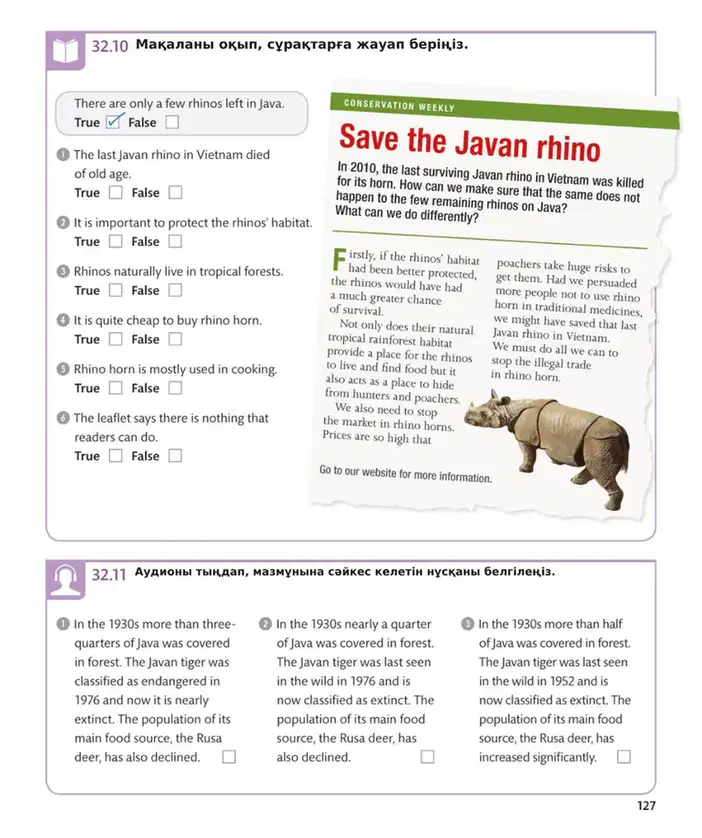 32.10 Мақаланы оқып, сұрақтарға жауап беріңіз.
There are only a few rhinos left in Java.
True False
1 The last Javan rhino in Vietnam died
of old age.
True False
2 It is important to protect the rhinos' habitat.
True False
3 Rhinos naturally live in tropical forests.
True False
4 It is quite cheap to buy rhino horn.
True False
5 Rhino horn is mostly used in cooking.
True False
6 The leaflet says there is nothing that
readers can do.
True False
CONSERVATION WEEKLY
Save the Javan rhino
In 2010, the last surviving Javan rhino in Vietnam was killed
for its horn. How can we make sure that the same does not
happen to the few remaining rhinos on Java?
What can we do differently?
Firstly, if the rhinos' habitat
had been better protected,
the rhinos would have had
a much greater chance
of survival.
Not only does their natural
tropical rainforest habitat
provide a place for the rhinos
to live and find food but it
also acts as a place to hide
from hunters and poachers.
We also need to stop
the market in rhino horns.
Prices are so high that
poachers take huge risks to
get them. Had we persuaded
more people not to use rhino
horn in traditional medicines,
we might have saved that last
Javan rhino in Vietnam.
We must do all we can to
stop the illegal trade
in rhino horn.
Go to our website for more information.
32.11 Аудионы тыңдап, мазмұнына сәйкес келетін нұсқаны белгілеңіз.
1 In the 1930s more than three-
quarters of Java was covered
in forest. The Javan tiger was
classified as endangered in
1976 and now it is nearly
extinct. The population of its
main food source, the Rusa
deer, has also declined.
2 In the 1930s nearly a quarter
of Java was covered in forest.
The Javan tiger was last seen
in the wild in 1976 and is
now classified as extinct. The
population of its main food
source, the Rusa deer, has
also declined.
3 In the 1930s more than half
of Java was covered in forest.
The Javan tiger was last seen
in the wild in 1952 and is
now classified as extinct. The
population of its main food
source, the Rusa deer, has
increased significantly.
127